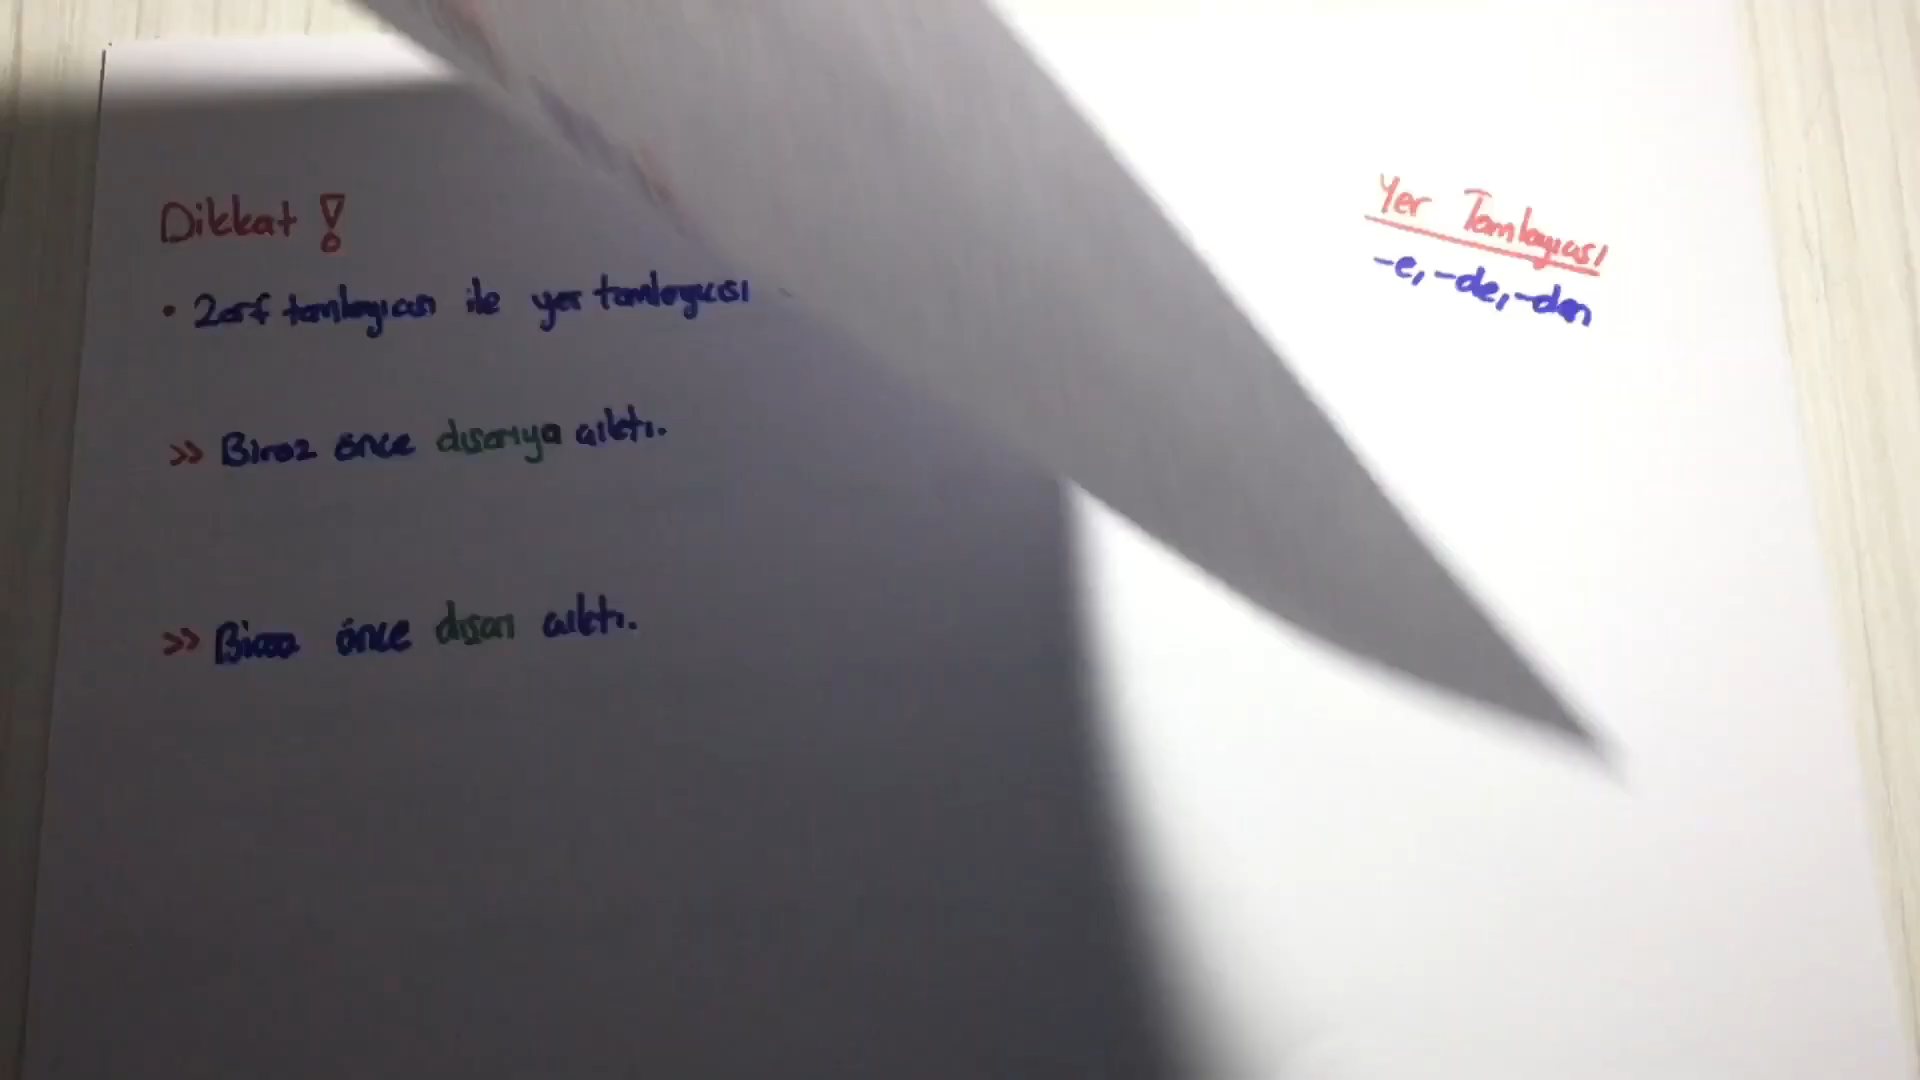 Dikkat !
• Zarf tamlayıcısı ile yer tamlayıcısı
>> Biraz önce dışarıya çıktı.
>> Biraz önce dışarı çıktı.
Yer Tamlayıcısı
-e, -de, -den